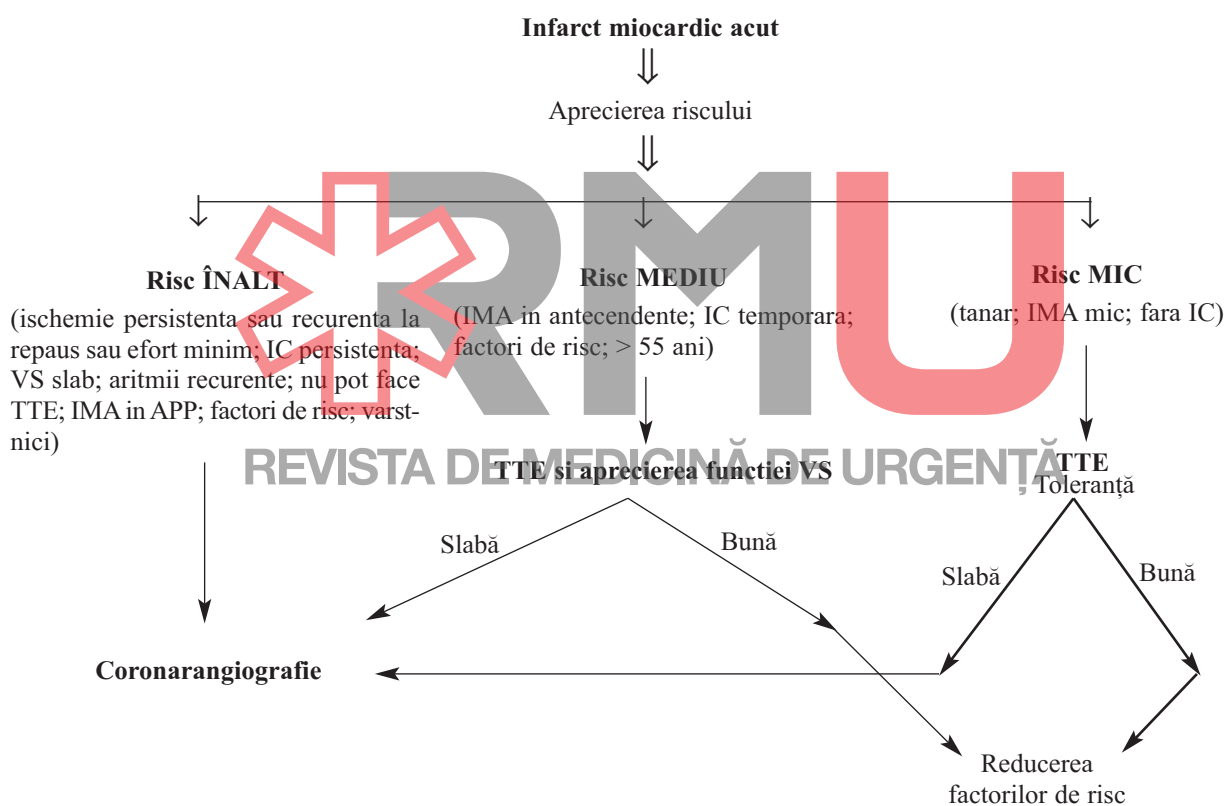 Infarct miocardic acut
Aprecierea riscului
Risc ÎNALT
(ischemie persistenta sau recurenta la
repaus sau efort minim; IC persistenta;
VS slab; aritmii recurente; nu pot face
TTE; IMA in APP; factori de risc; varst-
nici)
Risc MEDIU
(IMA in antecendente; IC temporara;
factori de risc; > 55 ani)
Risc MIC
(tanar; IMA mic; fara IC)
RMU
REVISTA DE MEDICINĂ DE URGENȚĂ
TTE si aprecierea functiei VS
TTE
Toleranță
Slabă
Bună
Slabă
Bună
Coronarangiografie
Reducerea
factorilor de risc